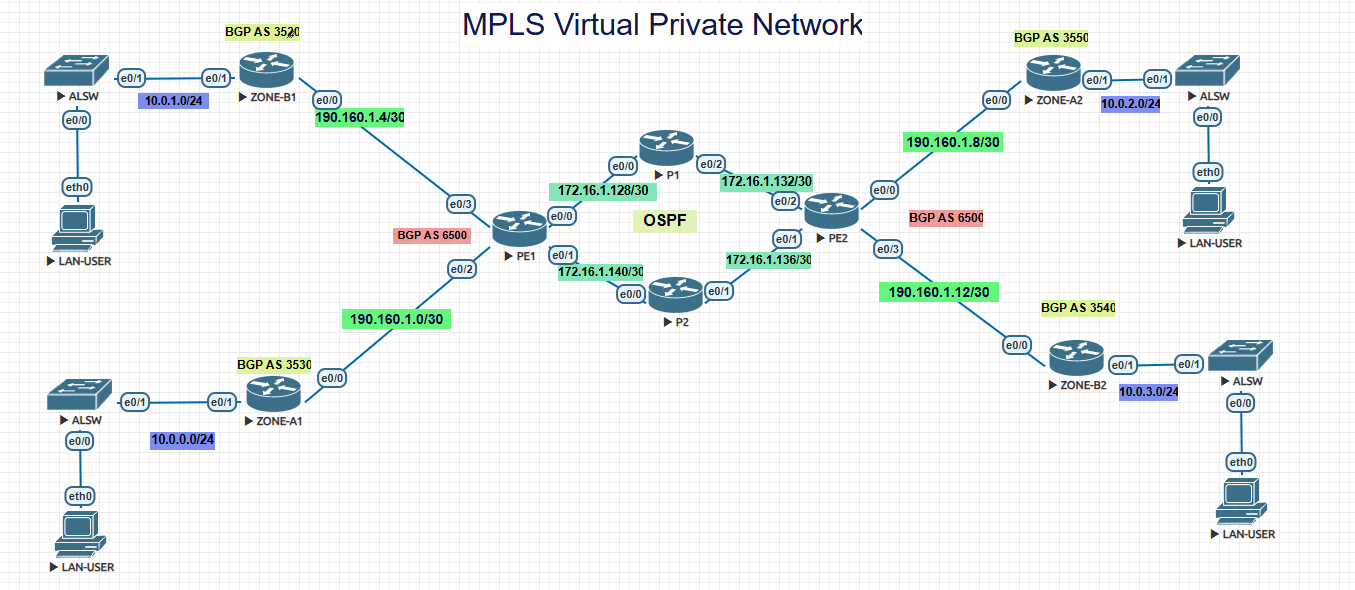 MPLS Virtual Private Network
BGP AS 3520
BGP AS 3550
e0/1
e0/1
ALSW
10.0.1.0/24
ZONE-B1
e0/0
e0/0
190.160.1.4/30
eth0
LAN-USER
e0/3
e0/0
ZONE-A2
e0/1
e0/1
10.0.2.0/24
ALSW
e0/0
190.160.1.8/30
eth0
LAN-USER
e0/0
P1
e0/2
172.16.1.128/30
172.16.1.132/30
e0/0
OSPF
e0/2
e0/0
BGP AS 6500
PE1
PE2
BGP AS 6500
e0/1
e0/1
e0/3
e0/2
172.16.1.140/30
172.16.1.136/30
e0/0
P2
e0/1
190.160.1.12/30
190.160.1.0/30
BGP AS 3540
BGP AS 3530
e0/0
e0/0
e0/1
e0/1
ALSW
ZONE-A1
10.0.0.0/24
e0/0
eth0
LAN-USER
ZONE-B2
e0/1
e0/1
10.0.3.0/24
ALSW
e0/0
eth0
LAN-USER